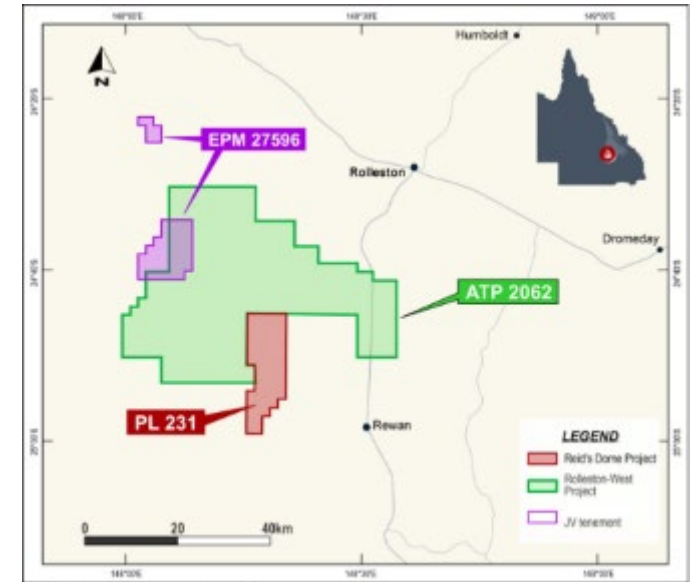 Humboldt
N
EPM 27596
Rolleston
Dromeday
ATP 2062
PL 231
Rewan
LEGEND
Reid's Dome Project
Rolleston-West
Project
JV tenement
0 20 40km